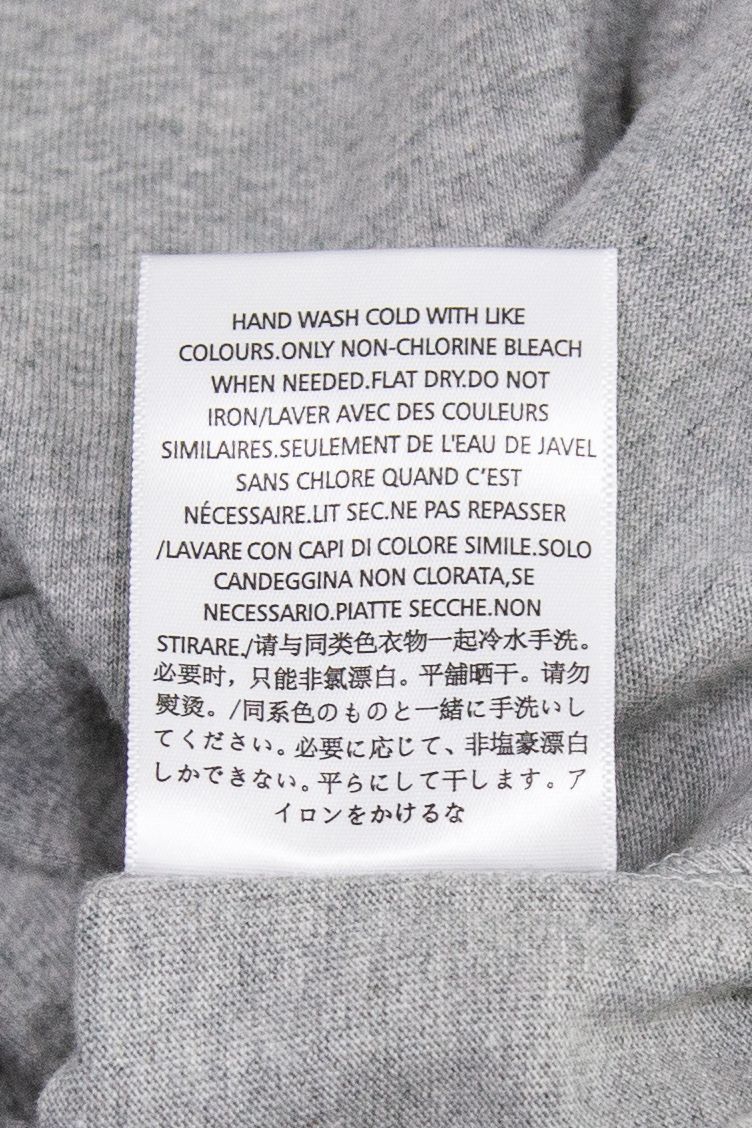 HAND WASH COLD WITH LIKE
COLOURS.ONLY NON-CHLORINE BLEACH
WHEN NEEDED.FLAT DRY.DO NOT
IRON/LAVER AVEC DES COULEURS
SIMILAIRES.SEULEMENT DE L'EAU DE JAVEL
SANS CHLORE QUAND C’EST
NÉCESSAIRE.LIT SEC.NE PAS REPASSER
/LAVARE CON CAPI DI COLORE SIMILE.SOLO
CANDEGGINA NON CLORATA,SE
NECESSARIO.PIATTE SECCHE.NON
STIRARE./请与同类色衣物一起冷水手洗。
必要时，只能非氯漂白。平舖晒干。请勿
熨烫。/同系色のものと一緒に手洗いし
てください。必要に応じて、非塩豪漂白
しかできない。平らにして干します。ア
イロンをかけるな